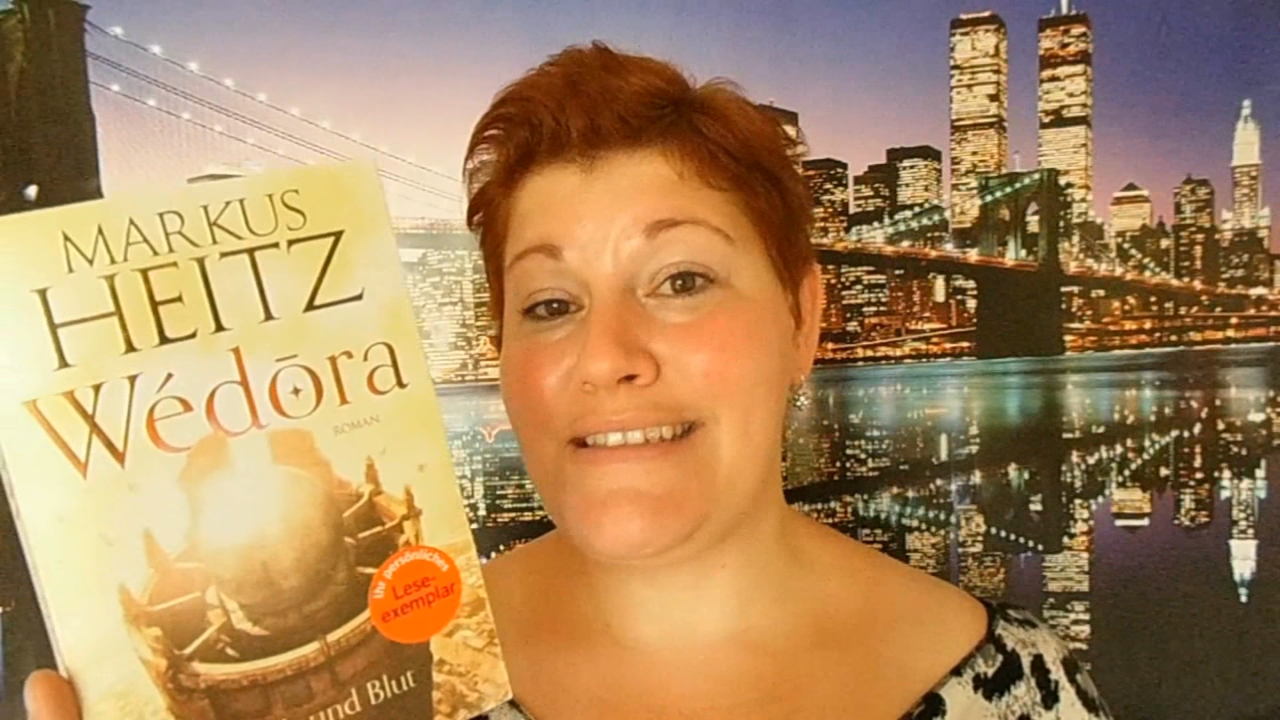 MARKUS
HEITZ
Wédōra
ROMAN
Ihr persönliches
Lese-
exemplar
und Blut